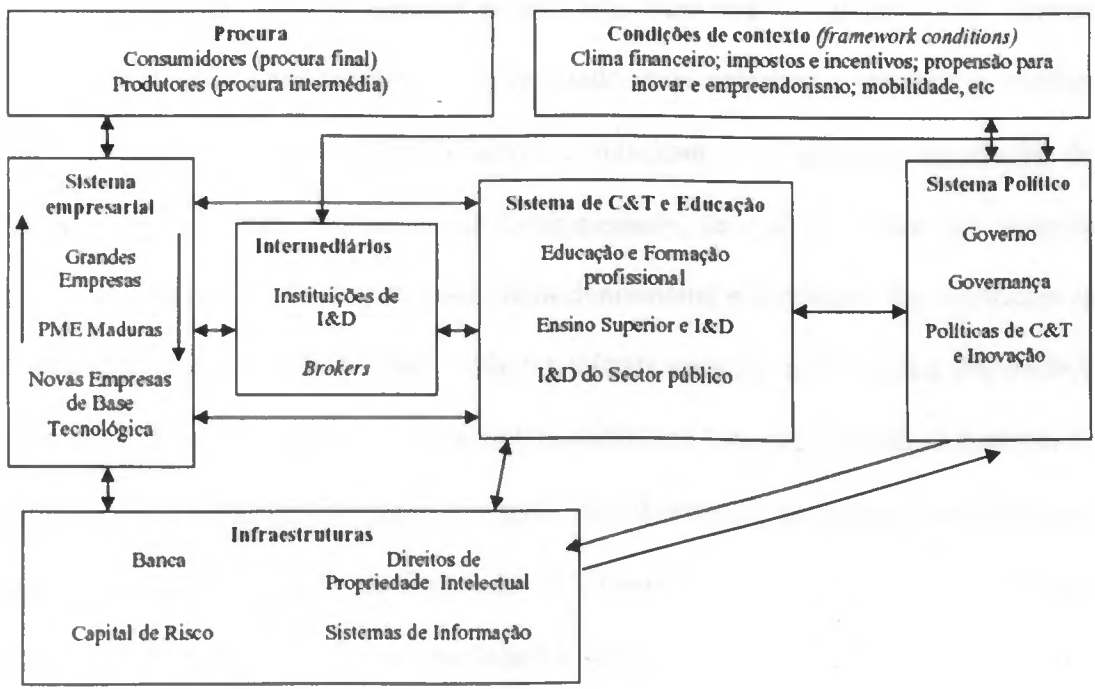 Procura
Consumidores (procura final)
Produtores (procura intermédia)
Condições de contexto (framework conditions)
Clima financeiro; impostos e incentivos; propensão para
inovar e empreendorismo; mobilidade, etc
Sistema
empresarial
Grandes
Empresas
PME Maduras
Novas Empresas
de Base
Tecnológica
Intermediários
Instituições de
I&D
Brokers
Sistema de C&T e Educação
Educação e Formação
profissional
Ensino Superior e I&D
I&D do Sector público
Sistema Político
Governo
Governança
Políticas de C&T
e Inovação
Infraestruturas
Banca
Direitos de
Propriedade Intelectual
Capital de Risco
Sistemas de Informação